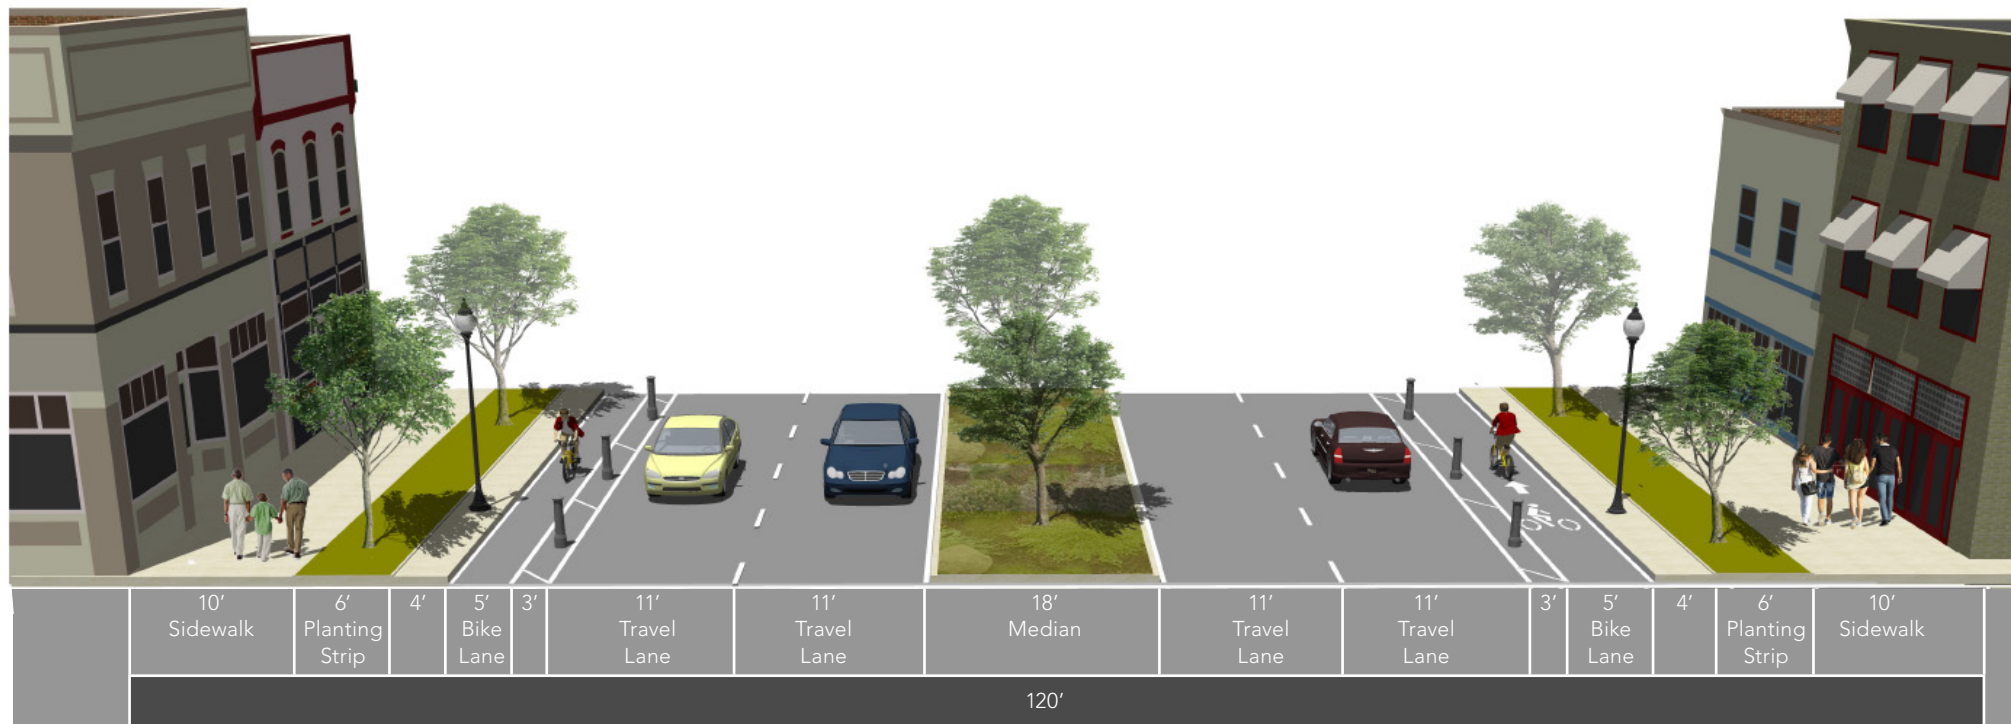 10’ 6’ 4’ 5’ 3’ 11’ 11’ 18’ 11’ 11’ 3’ 5’ 4’ 6’ 10’
Sidewalk Planting Bike Travel Travel Median Travel Travel Bike Planting Sidewalk
Strip Lane Lane Lane Lane Lane Lane Strip
120’